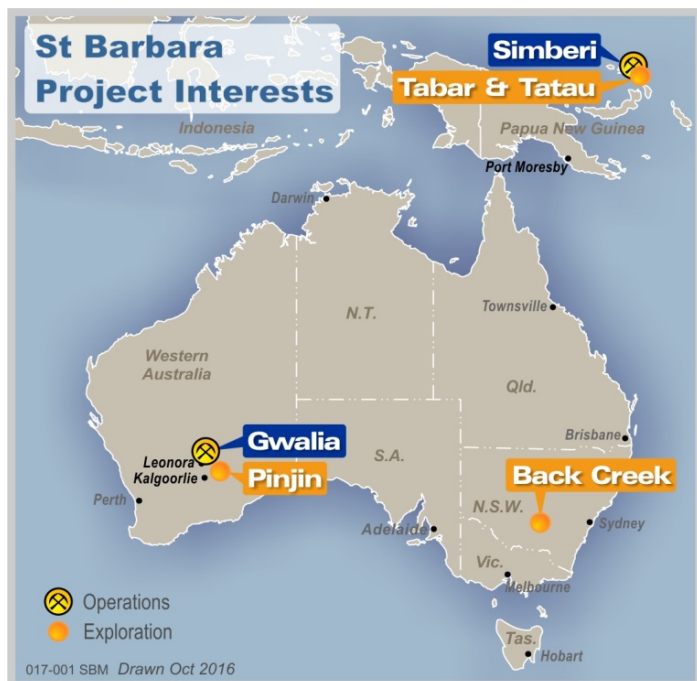 St Barbara
Project Interests
Simberi
Tabar & Tatau
Indonesia
Papua New Guinea
Port Moresby
Darwin
Townsville
N.T.
Western
Australia
Qld.
Brisbane
Gwalia
S.A.
Leonora
Kalgoorlie
Pinjin
Back Creek
Perth
N.S.W.
Sydney
Adelaide
Vic.
Melbourne
Operations
Exploration
Tas.
Hobart
017-001 SBM Drawn Oct 2016